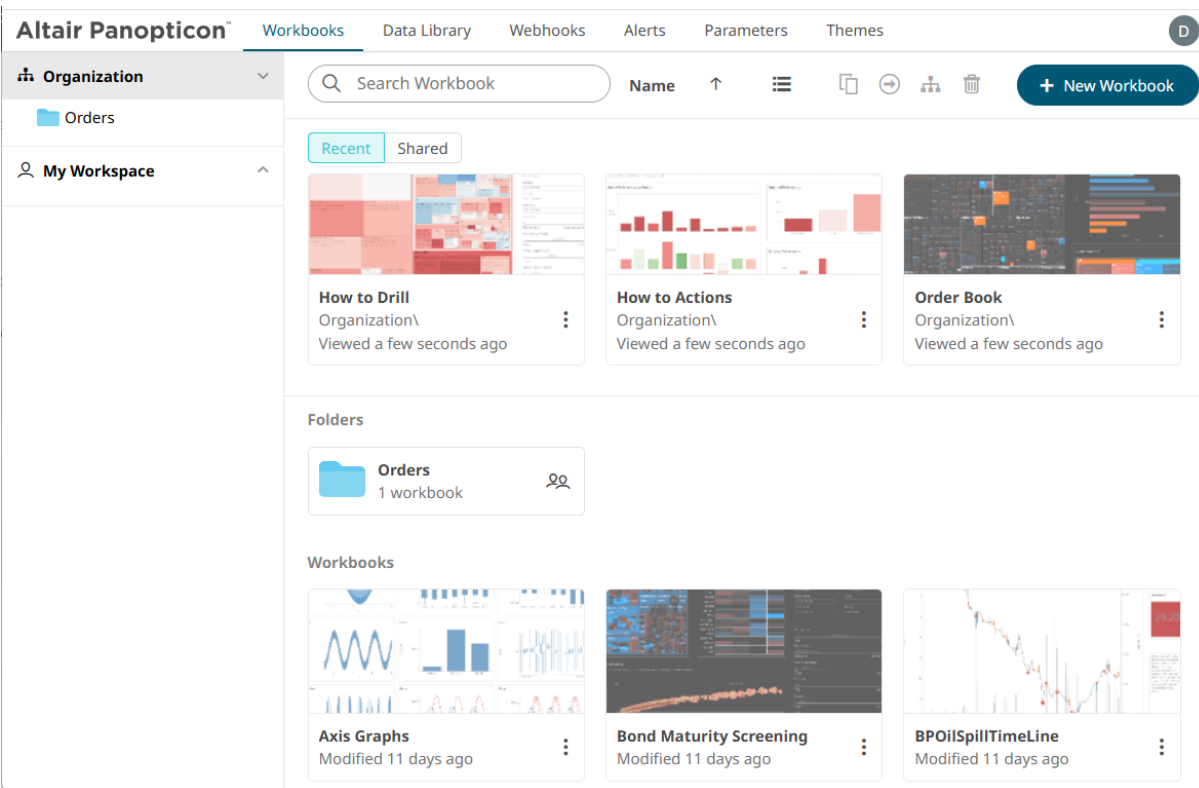 Altair Panopticon™ Workbooks Data Library Webhooks Alerts Parameters Themes D
Organization
Orders
My Workspace
Search Workbook Name New Workbook
Recent Shared
How to Drill
Organization\
Viewed a few seconds ago
How to Actions
Organization\
Viewed a few seconds ago
Order Book
Organization\
Viewed a few seconds ago
Folders
Orders
1 workbook
Workbooks
29.20
Axis Graphs
Modified 11 days ago
Bond Maturity Screening
Modified 11 days ago
BPOilSpillTimeLine
Modified 11 days ago